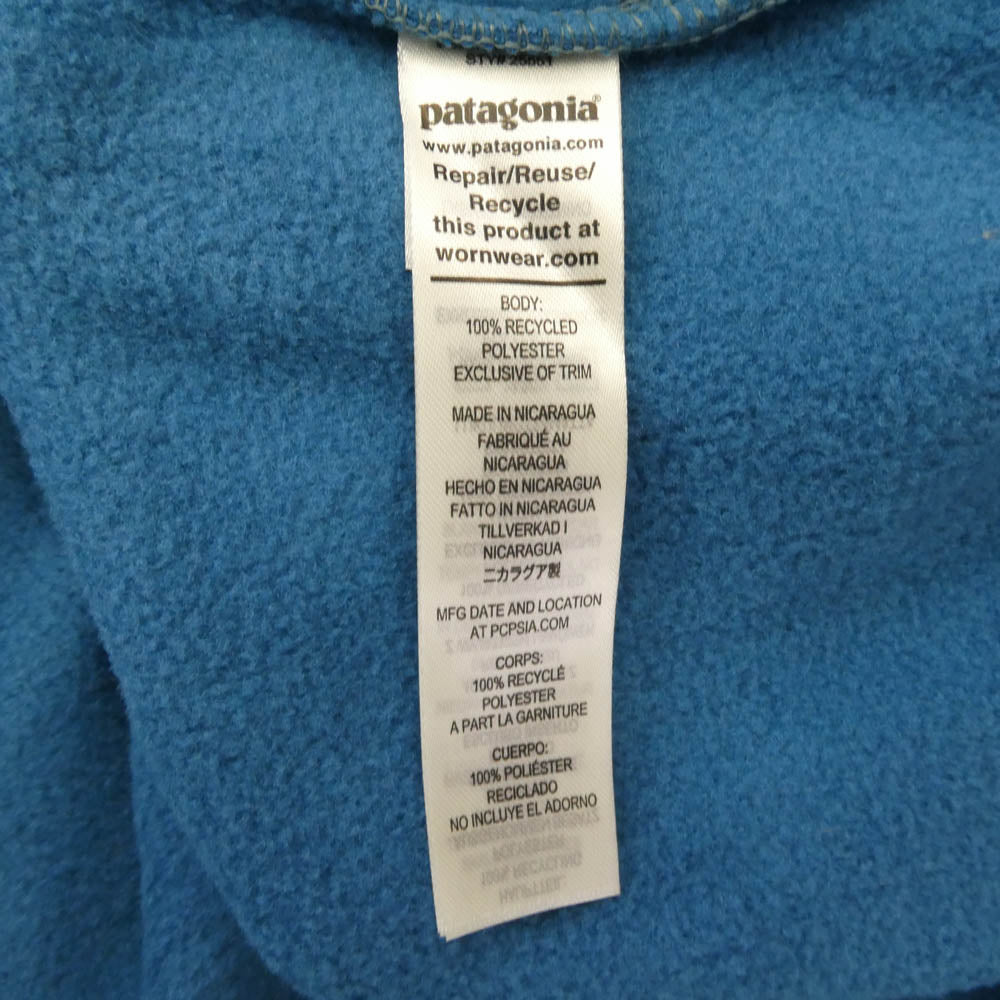 patagonia®
www.patagonia.com
Repair/Reuse/
Recycle
this product at
wornwear.com
BODY:
100% RECYCLED
POLYESTER
EXCLUSIVE OF TRIM
MADE IN NICARAGUA
FABRIQUÉ AU
NICARAGUA
HECHO EN NICARAGUA
FATTO IN NICARAGUA
TILLVERKAD I
NICARAGUA
ニカラグア製
MFG DATE AND LOCATION
AT PCPSIA.COM
CORPS:
100% RECYCLÉ
POLYESTER
A PART LA GARNITURE
CUERPO:
100% POLIÉSTER
RECICLADO
NO INCLUYE EL ADORNO